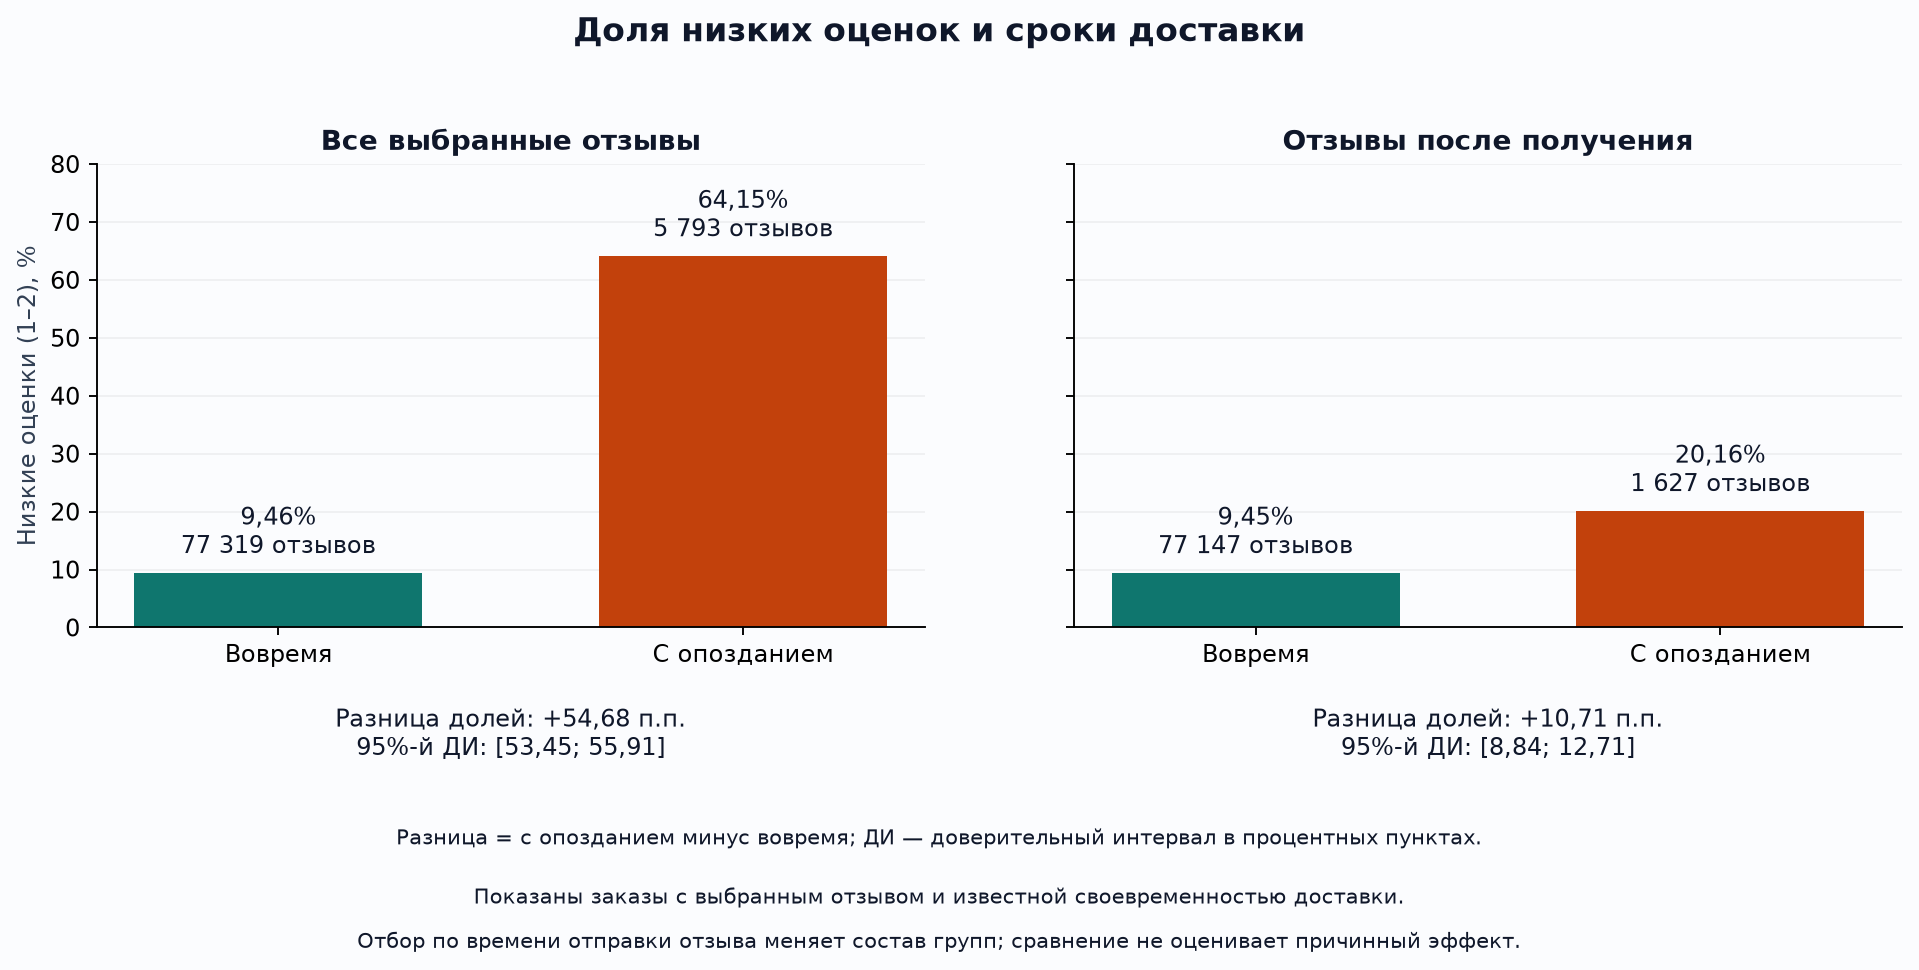 Доля низких оценок и сроки доставки
Все выбранные отзывы
Низкие оценки (1–2), %
80
70
60
50
40
30
20
10
0
9,46%
77 319 отзывов
64,15%
5 793 отзывов
Вовремя
С опозданием
Разница долей: +54,68 п.п.
95%-й ДИ: [53,45; 55,91]
Отзывы после получения
9,45%
77 147 отзывов
20,16%
1 627 отзывов
Вовремя
С опозданием
Разница долей: +10,71 п.п.
95%-й ДИ: [8,84; 12,71]
Разница = с опозданием минус вовремя; ДИ — доверительный интервал в процентных пунктах.
Показаны заказы с выбранным отзывом и известной своевременностью доставки.
Отбор по времени отправки отзыва меняет состав групп; сравнение не оценивает причинный эффект.